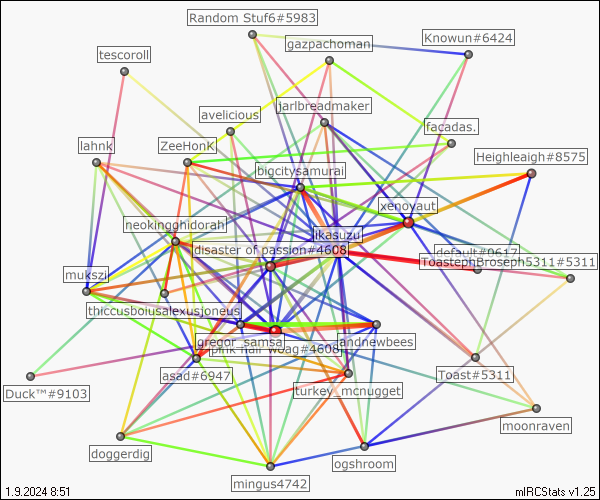 Random Stuf6#5983
gazpachoman
Knowun#6424
tescoroll
jarlbreadmaker
avelicious
facadas.
lahnk
ZeeHonK
Heighleaigh#8575
bigcitysamurai
xenoyaut
neokingghidorah
ikasuzu
disaster of passion#4608
default#0617
ToastephBroseph5311#5311
mukszi
thiccusboiusalexusjoneus
gregor_samsa
andnewbees
pink hair w
ag#4608
asad#6947
Toast#5311
Duck™#9103
turkey_mcnugget
moonraven
doggerdig
ogshroom
mingus4742
1.9.2024 8:51
mIRCStats v1.25